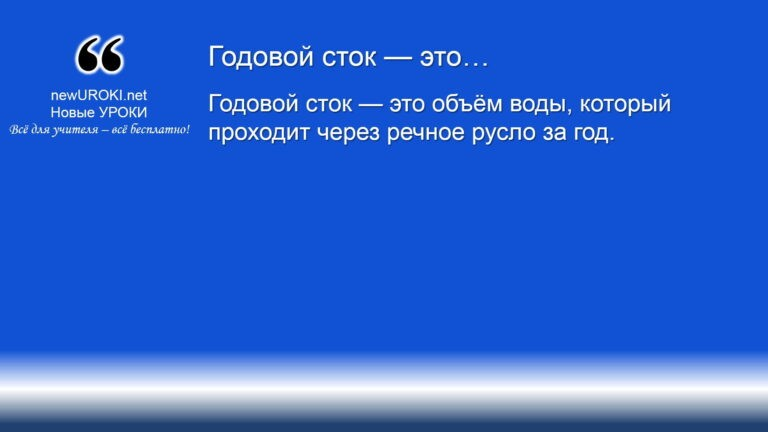 Годовой сток — это…
newUROKI.net
Новые УРОКИ
Всё для учителя – всё бесплатно!
Годовой сток — это объём воды, который
проходит через речное русло за год.